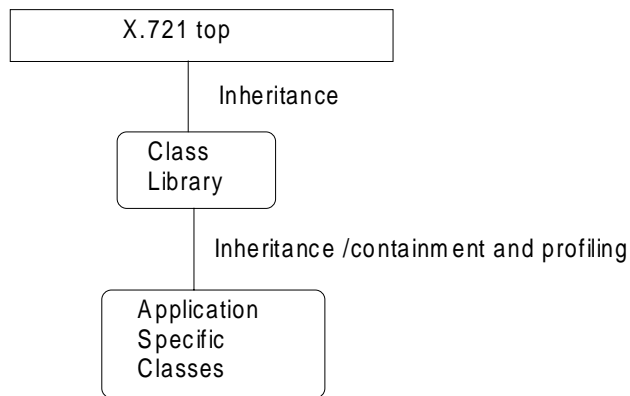 X.721 top
Inheritance
Class
Library
Inheritance /containment and profiling
Application
Specific
Classes